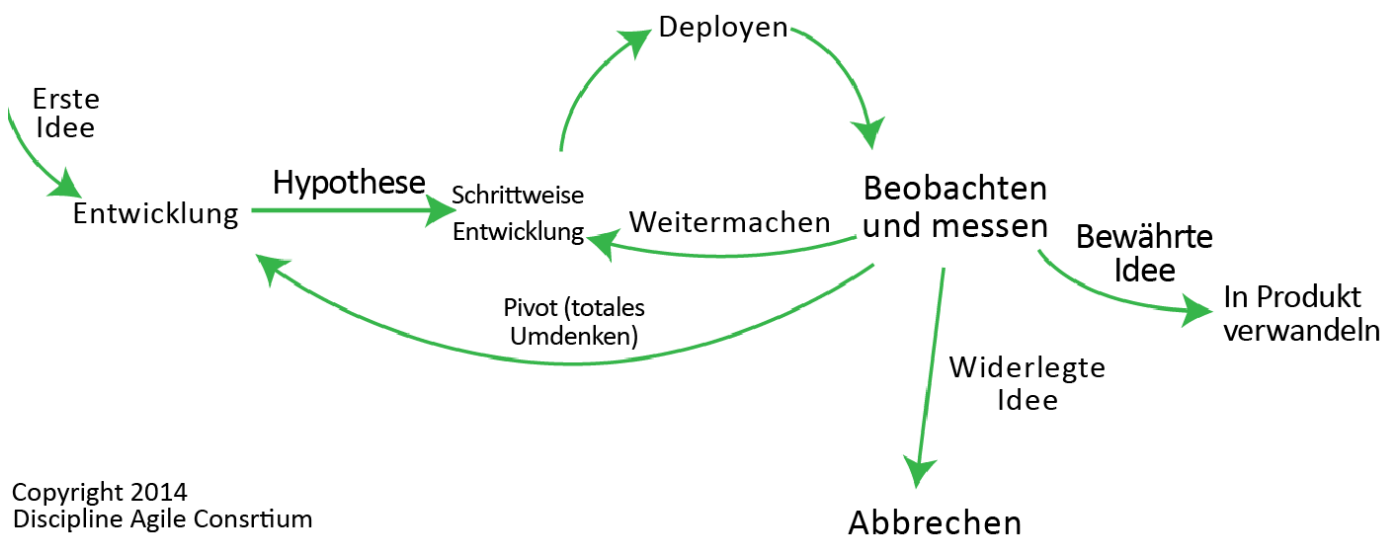 Deployen
Erste
Idee
Hypothese
Entwicklung
Schrittweise
Entwicklung
Weitermachen
Beobachten
und messen
Bewährte
Idee
In Produkt
verwandeln
Pivot (totales
Umdenken)
Widerlegte
Idee
Abbrechen
Copyright 2014
Discipline Agile Consrtium